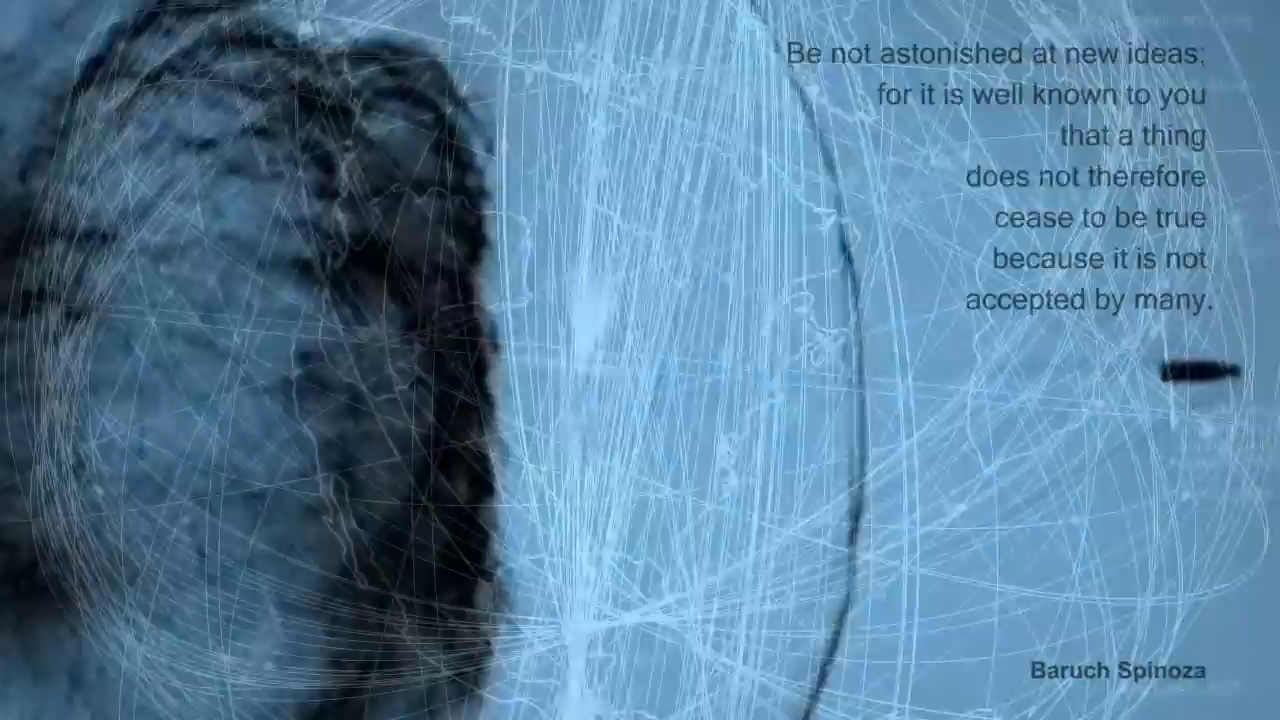 Be not astonished at new ideas;
for it is well known to you
that a thing
does not therefore
cease to be true
because it is not
accepted by many.
Baruch Spinoza